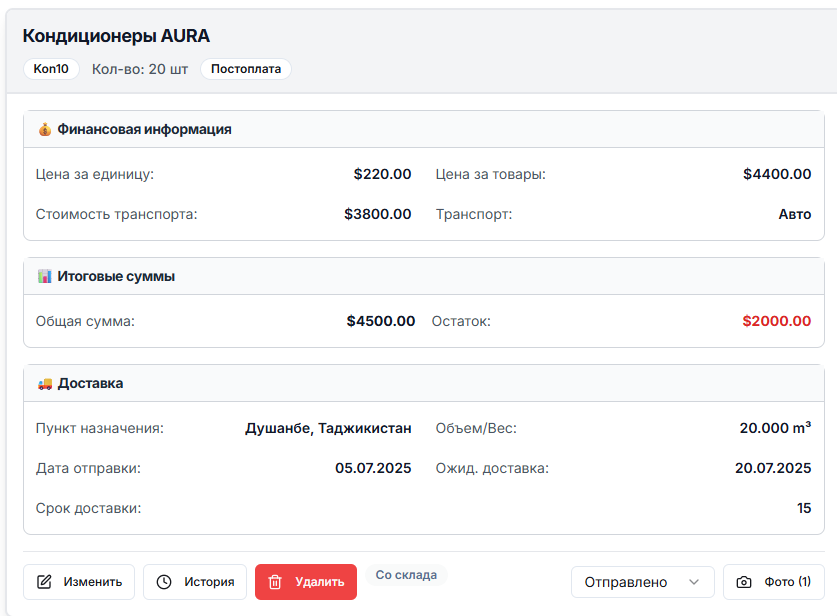 Кондиционеры AURA
Kon10 Кол-во: 20 шт Постоплата
Финансовая информация
Цена за единицу: $220.00 Цена за товары: $4400.00
Стоимость транспорта: $3800.00 Транспорт: Авто
Итоговые суммы
Общая сумма: $4500.00 Остаток: $2000.00
Доставка
Пункт назначения: Душанбе, Таджикистан Объем/Вес: 20.000 m³
Дата отправки: 05.07.2025 Ожид. доставка: 20.07.2025
Срок доставки: 15
Изменить История Удалить Со склада Отправлено Фото (1)